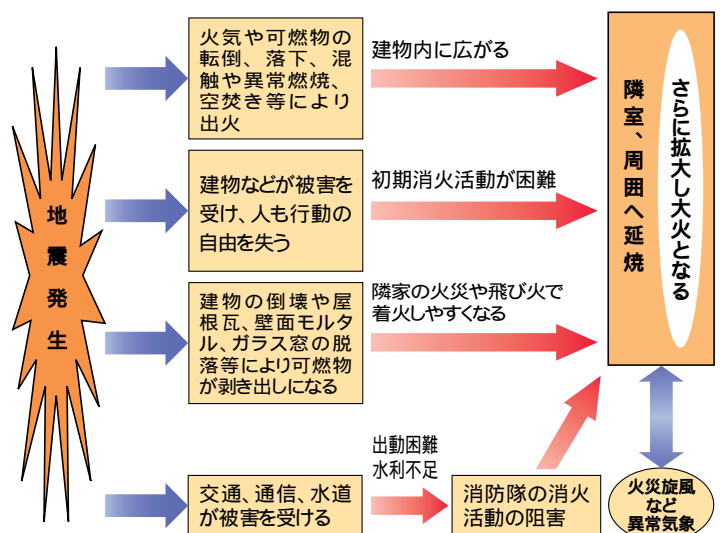 地震発生
火気や可燃物の
転倒、落下、混
触や異常燃焼、
空焚き等により
出火
建物内に広がる
建物などが被害を
受け、人も行動の
自由を失う
初期消火活動が困難
建物の倒壊や屋
根瓦、壁面モルタ
ル、ガラス窓の脱
落等により可燃物
が剥き出しになる
隣家の火災や飛び火で
着火しやすくなる
交通、通信、水道
が被害を受ける
出動困難
水利不足
消防隊の消火
活動の阻害
隣室、周囲へ延焼
さらに拡大し大火となる
火災旋風
など
異常気象